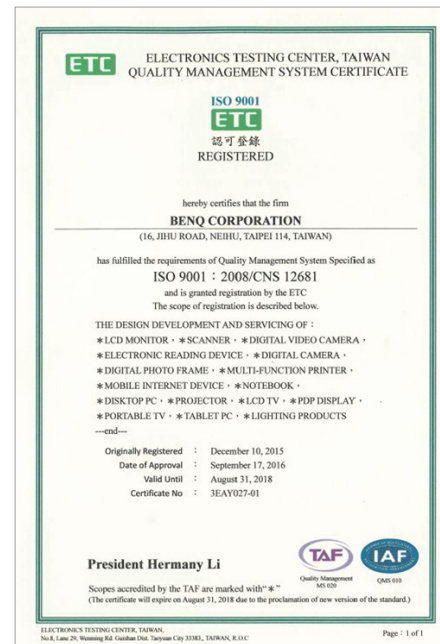 ETC
ELECTRONICS TESTING CENTER, TAIWAN
QUALITY MANAGEMENT SYSTEM CERTIFICATE
ISO 9001
ETC
認可登錄
REGISTERED
hereby certifies that the firm
BENQ CORPORATION
(16, JIHU ROAD, NEIHU, TAIPEI 114, TAIWAN)
has fulfilled the requirements of Quality Management System Specified as
ISO 9001：2008/CNS 12681
and is granted registration by the ETC
The scope of registration is described below.
THE DESIGN DEVELOPMENT AND SERVICING OF：
＊LCD MONITOR，＊SCANNER，＊DIGITAL VIDEO CAMERA，
＊ELECTRONIC READING DEVICE，＊DIGITAL CAMERA，
＊DIGITAL PHOTO FRAME，＊MULTI-FUNCTION PRINTER，
＊MOBILE INTERNET DEVICE，＊NOTEBOOK，
＊DISKTOP PC，＊PROJECTOR，＊LCD TV，＊PDP DISPLAY，
＊PORTABLE TV，＊TABLET PC，＊LIGHTING PRODUCTS
---end---
Originally Registered : December 10, 2015
Date of Approval : September 17, 2016
Valid Until : August 31, 2018
Certificate No : 3EAY027-01
President Hermany Li
TAF
Quality Management
MS 020
IAF
QMS 010
Scopes accredited by the TAF are marked with"＊"
(The certificate will expire on August 31, 2018 due to the proclamation of new version of the standard.)
ELECTRONICS TESTING CENTER, TAIWAN,
No.8, Lane 29, Wenming Rd. Guishan Dist. Taoyuan City 33383., TAIWAN, R.O.C
Page：1 of 1